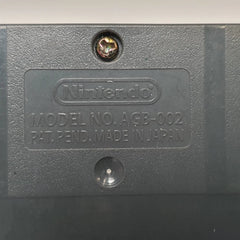 Nintendo
MODEL NO. AGB-002
PAT. PEND. MADE IN JAPAN